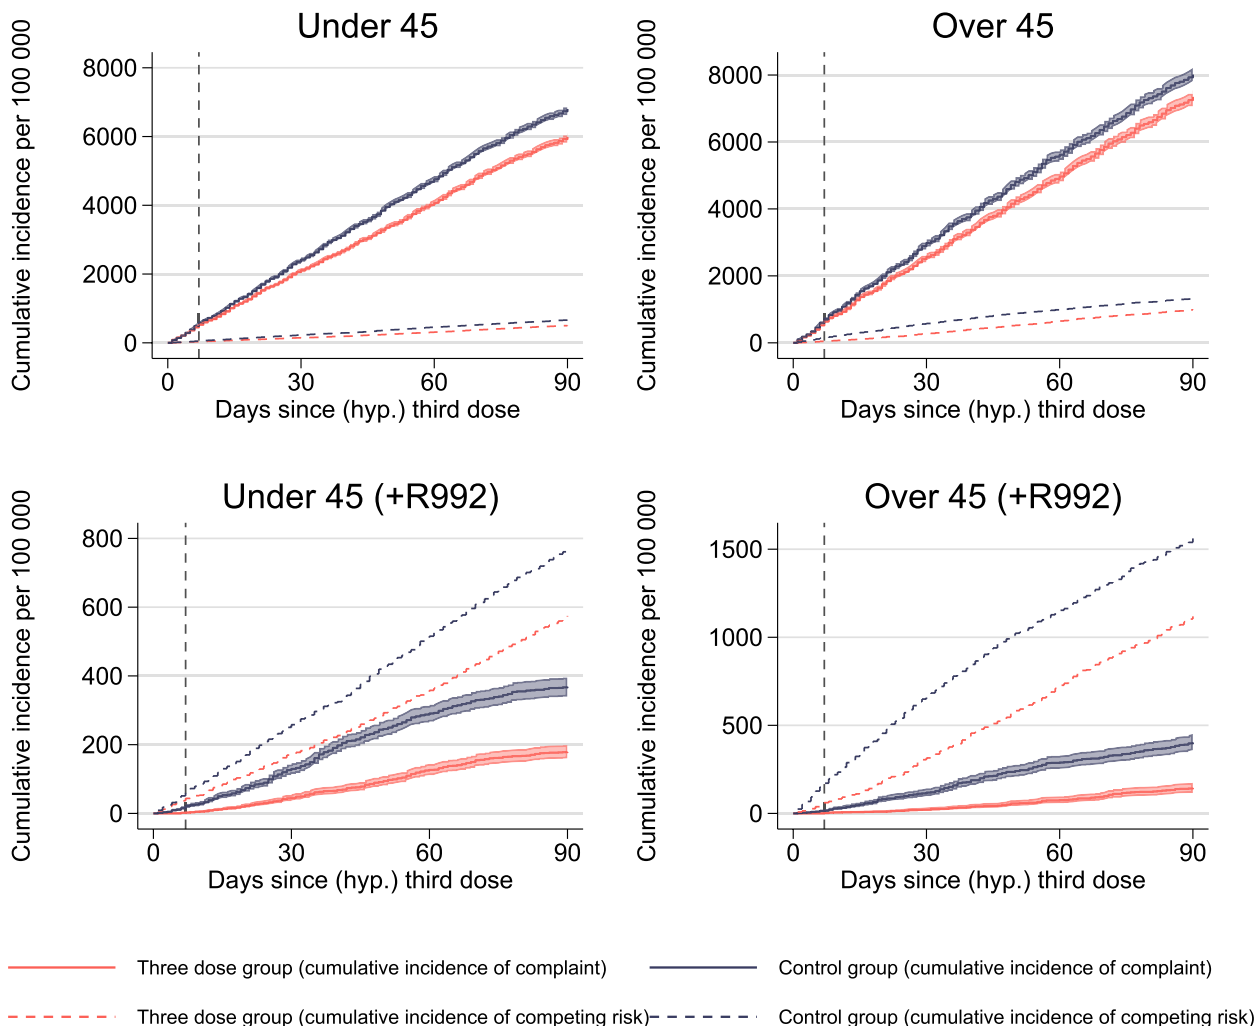 Under 45
Cumulative incidence per 100 000
8000
6000
4000
2000
0
0 30 60 90
Days since (hyp.) third dose
Over 45
Cumulative incidence per 100 000
8000
6000
4000
2000
0
0 30 60 90
Days since (hyp.) third dose
Under 45 (+R992)
Cumulative incidence per 100 000
800
600
400
200
0
0 30 60 90
Days since (hyp.) third dose
Over 45 (+R992)
Cumulative incidence per 100 000
1500
1000
500
0
0 30 60 90
Days since (hyp.) third dose
Three dose group (cumulative incidence of complaint)
Control group (cumulative incidence of complaint)
Three dose group (cumulative incidence of competing risk)
Control group (cumulative incidence of competing risk)